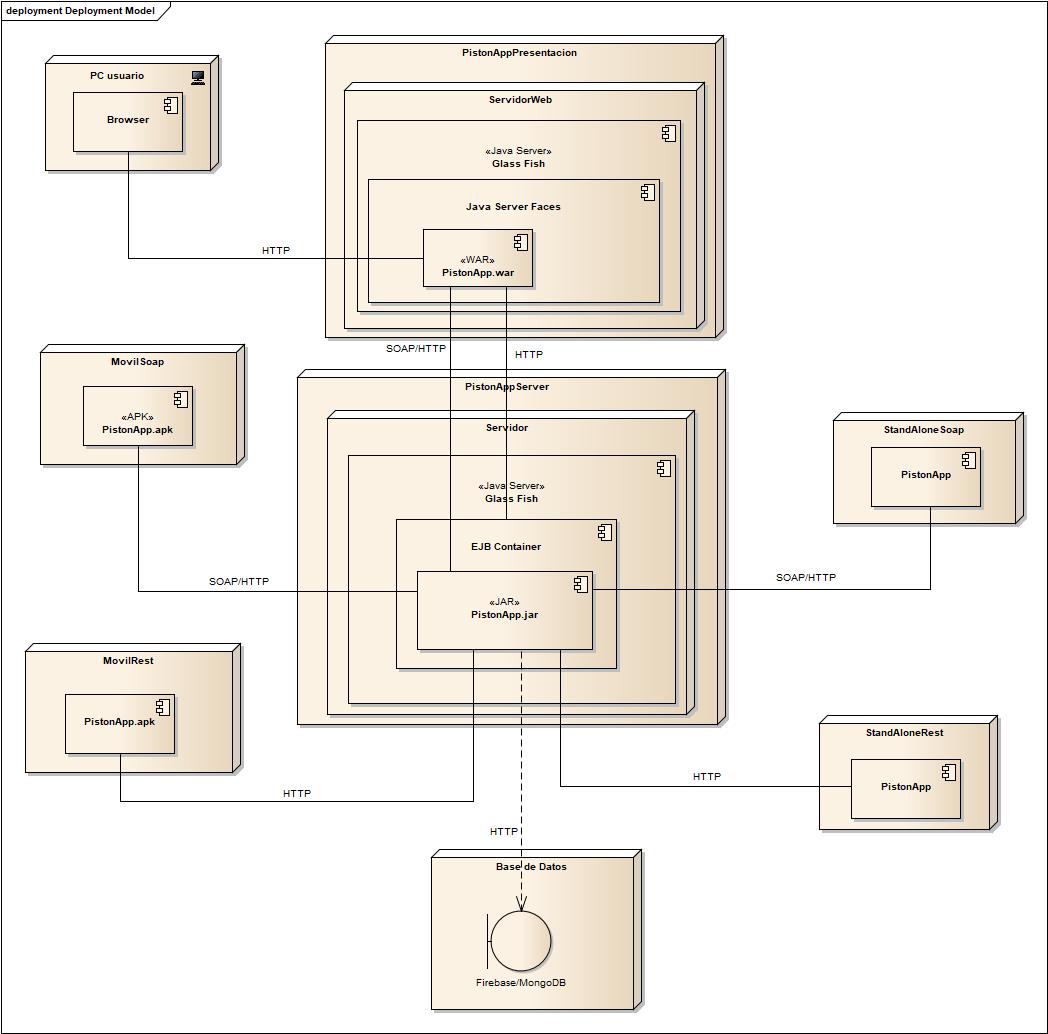 deployment Deployment Model
PC usuario
Browser
HTTP
PistonAppPresentacion
ServidorWeb
«Java Server»
Glass Fish
Java Server Faces
«WAR»
PistonApp.war
SOAP/HTTP
HTTP
MovilSoap
«APK»
PistonApp.apk
SOAP/HTTP
PistonAppServer
Servidor
«Java Server»
Glass Fish
EJB Container
«JAR»
PistonApp.jar
StandAloneSoap
PistonApp
SOAP/HTTP
MovilRest
PistonApp.apk
HTTP
StandAloneRest
PistonApp
HTTP
HTTP
Base de Datos
Firebase/MongoDB